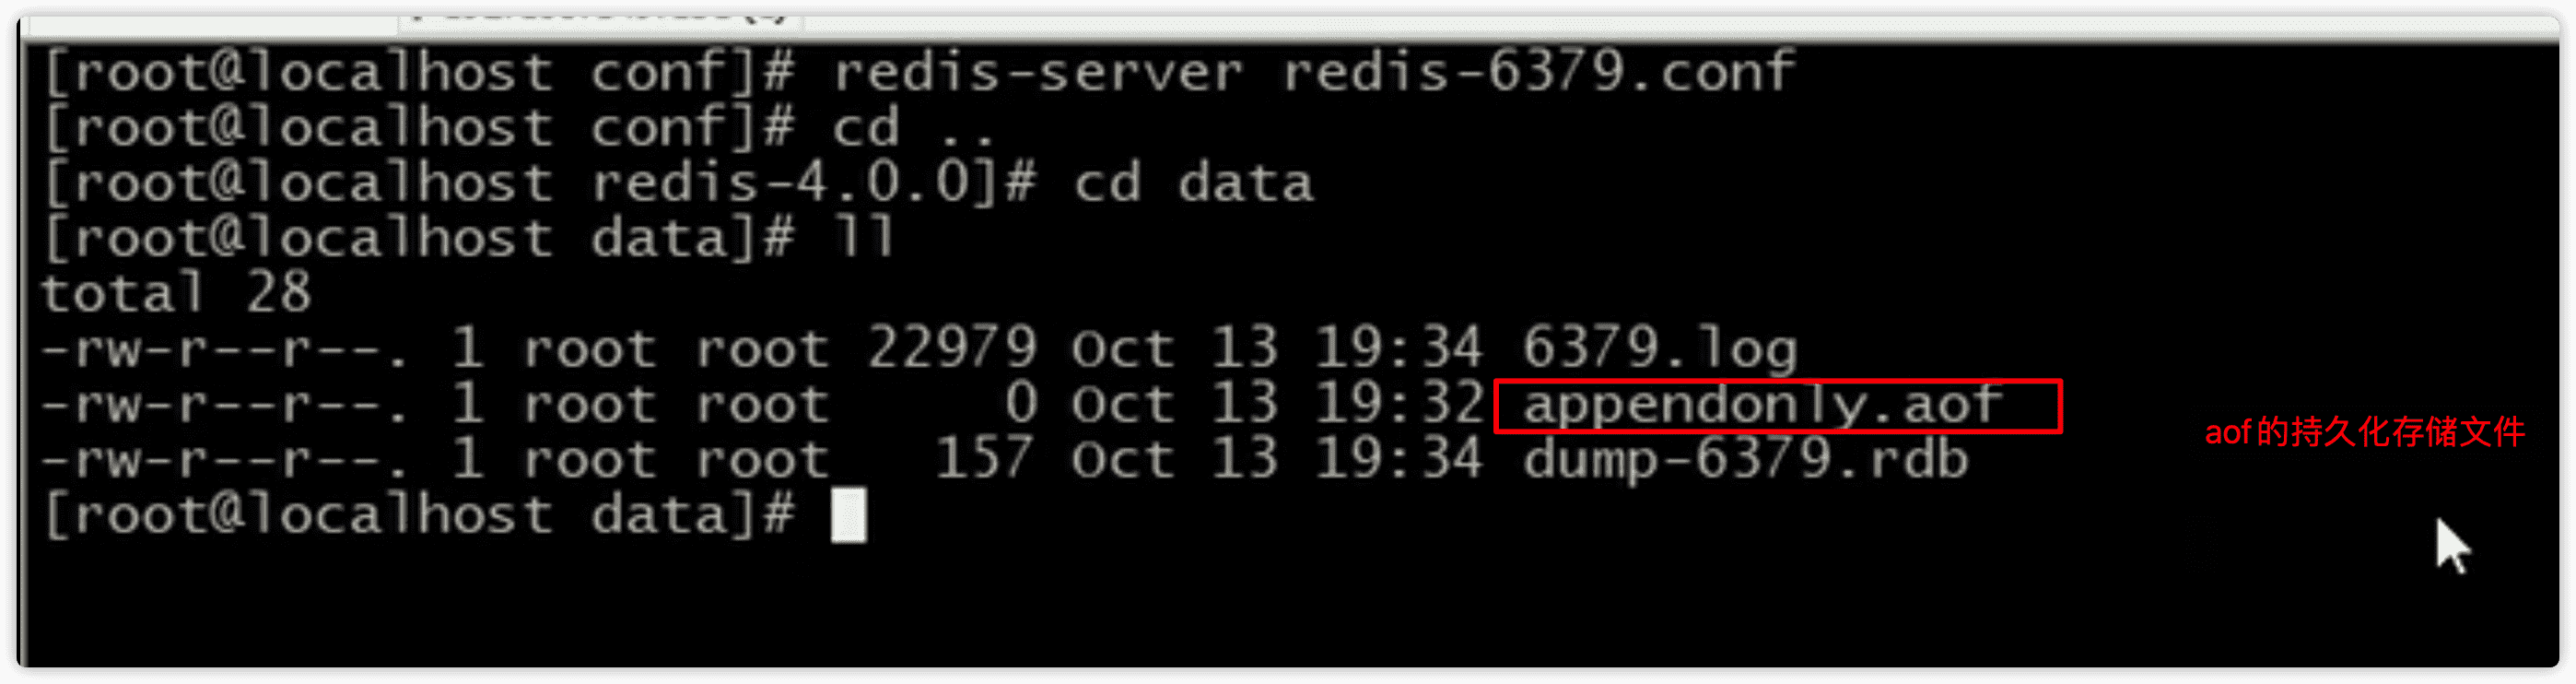 [root@localhost conf]# redis-server redis-6379.conf
[root@localhost conf]# cd ..
[root@localhost redis-4.0.0]# cd data
[root@localhost data]# ll
total 28
-rw-r--r--. 1 root root 22979 Oct 13 19:34 6379.log
-rw-r--r--. 1 root root 0 Oct 13 19:32 appendonly.aof
aof的持久化存储文件
-rw-r--r--. 1 root root 157 Oct 13 19:34 dump-6379.rdb
[root@localhost data]#